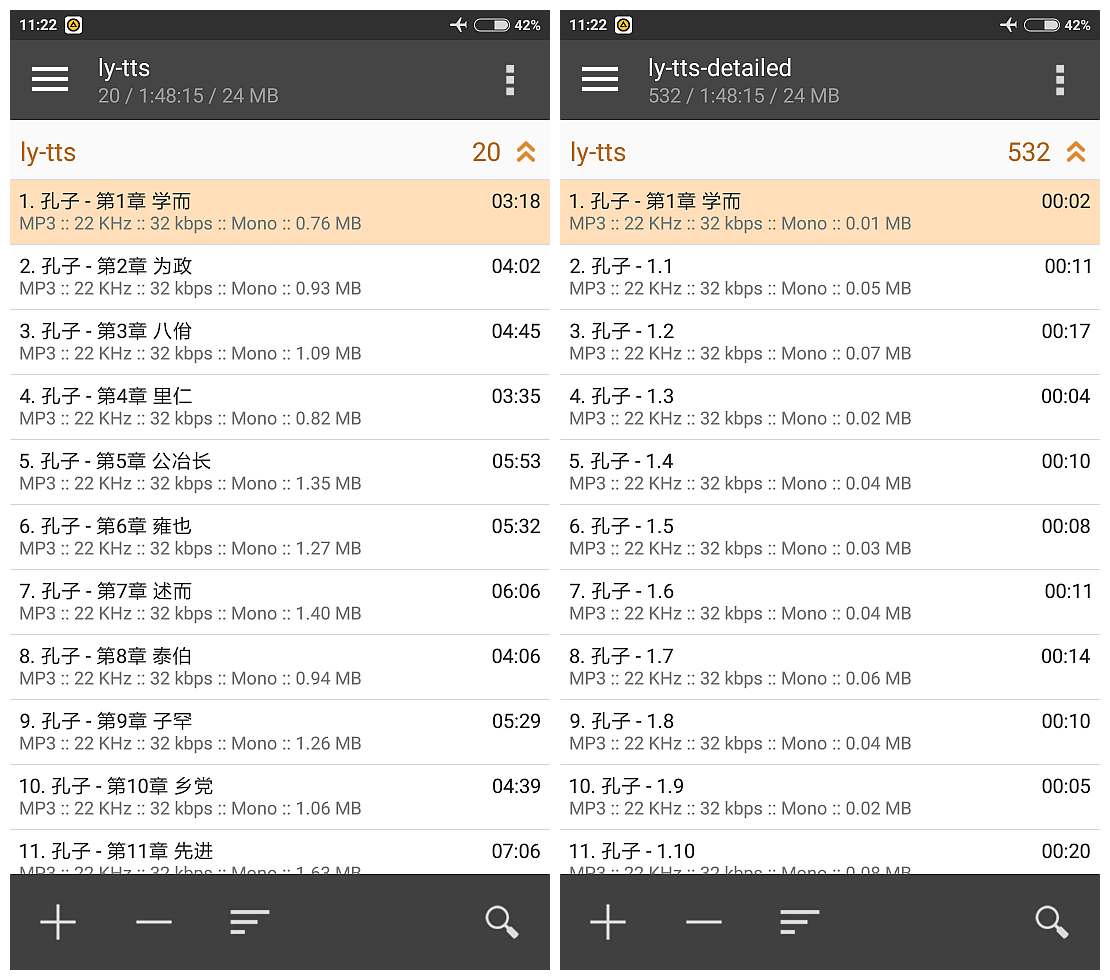 11:22
42%
ly-tts
20 / 1:48:15 / 24 MB
ly-tts
20
1. 孔子 - 第1章 学而
03:18
MP3 :: 22 KHz :: 32 kbps :: Mono :: 0.76 MB
2. 孔子 - 第2章 为政
04:02
MP3 :: 22 KHz :: 32 kbps :: Mono :: 0.93 MB
3. 孔子 - 第3章 八佾
04:45
MP3 :: 22 KHz :: 32 kbps :: Mono :: 1.09 MB
4. 孔子 - 第4章 里仁
03:35
MP3 :: 22 KHz :: 32 kbps :: Mono :: 0.82 MB
5. 孔子 - 第5章 公冶长
05:53
MP3 :: 22 KHz :: 32 kbps :: Mono :: 1.35 MB
6. 孔子 - 第6章 雍也
05:32
MP3 :: 22 KHz :: 32 kbps :: Mono :: 1.27 MB
7. 孔子 - 第7章 述而
06:06
MP3 :: 22 KHz :: 32 kbps :: Mono :: 1.40 MB
8. 孔子 - 第8章 泰伯
04:06
MP3 :: 22 KHz :: 32 kbps :: Mono :: 0.94 MB
9. 孔子 - 第9章 子罕
05:29
MP3 :: 22 KHz :: 32 kbps :: Mono :: 1.26 MB
10. 孔子 - 第10章 乡党
04:39
MP3 :: 22 KHz :: 32 kbps :: Mono :: 1.06 MB
11. 孔子 - 第11章 先进
07:06
MP3 :: 22 KHz :: 32 kbps :: Mono :: 1.63 MB
11:22
42%
ly-tts-detailed
532 / 1:48:15 / 24 MB
ly-tts
532
1. 孔子 - 第1章 学而
00:02
MP3 :: 22 KHz :: 32 kbps :: Mono :: 0.01 MB
2. 孔子 - 1.1
00:11
MP3 :: 22 KHz :: 32 kbps :: Mono :: 0.05 MB
3. 孔子 - 1.2
00:17
MP3 :: 22 KHz :: 32 kbps :: Mono :: 0.07 MB
4. 孔子 - 1.3
00:04
MP3 :: 22 KHz :: 32 kbps :: Mono :: 0.02 MB
5. 孔子 - 1.4
00:10
MP3 :: 22 KHz :: 32 kbps :: Mono :: 0.04 MB
6. 孔子 - 1.5
00:08
MP3 :: 22 KHz :: 32 kbps :: Mono :: 0.03 MB
7. 孔子 - 1.6
00:11
MP3 :: 22 KHz :: 32 kbps :: Mono :: 0.04 MB
8. 孔子 - 1.7
00:14
MP3 :: 22 KHz :: 32 kbps :: Mono :: 0.06 MB
9. 孔子 - 1.8
00:10
MP3 :: 22 KHz :: 32 kbps :: Mono :: 0.04 MB
10. 孔子 - 1.9
00:05
MP3 :: 22 KHz :: 32 kbps :: Mono :: 0.02 MB
11. 孔子 - 1.10
00:20
MP3 :: 22 KHz :: 32 kbps :: Mono :: 0.08 MB